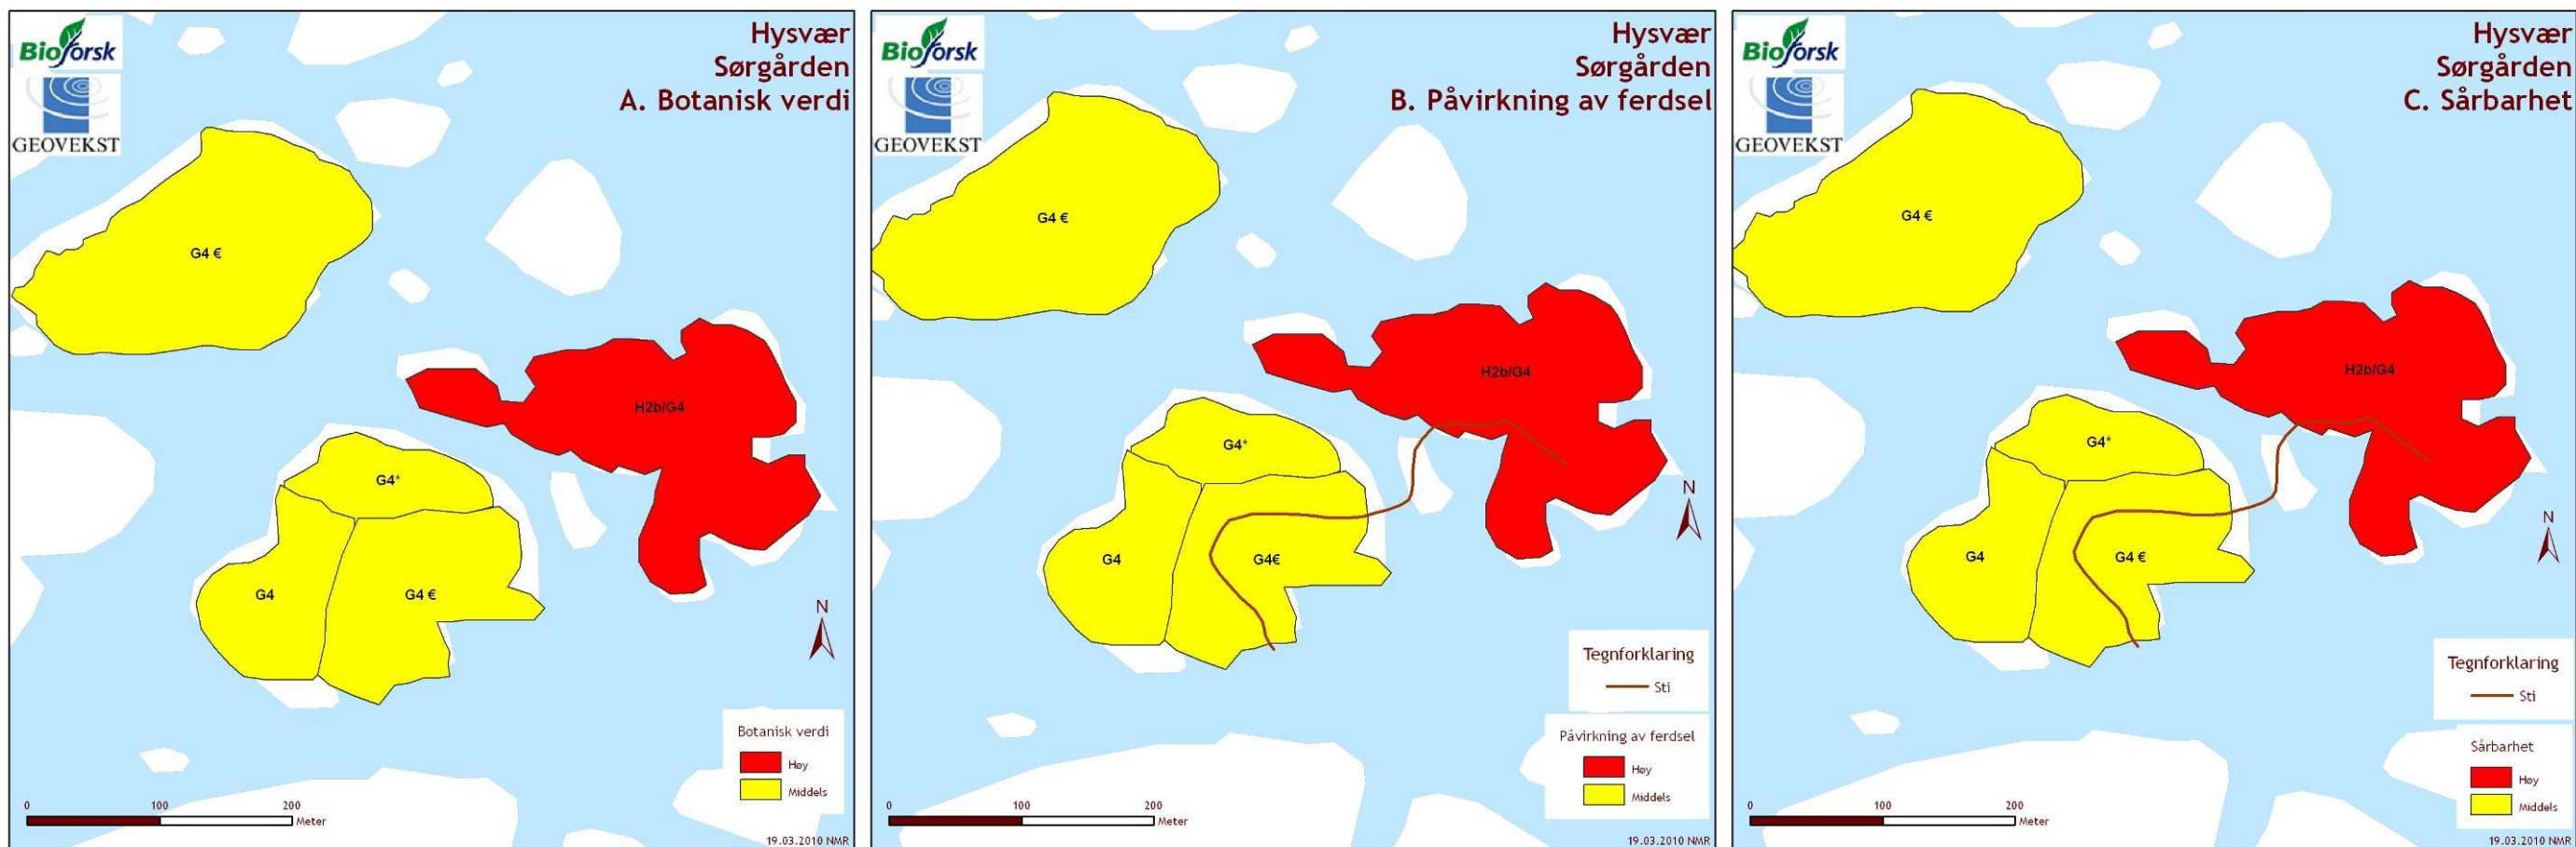 Bioforsk
GEOVEKST
Hysvær
Sørgården
A. Botanisk verdi
G4 €
H2b/G4
G4*
G4
G4 €
N
Botanisk verdi
Høy
Middels
0 100 200
Meter
19.03.2010 NMR
Bioforsk
GEOVEKST
Hysvær
Sørgården
B. Påvirkning av ferdsel
G4 €
H2b/G4
G4*
G4
G4€
N
Tegnforklaring
Sti
Påvirkning av ferdsel
Høy
Middels
0 100 200
Meter
19.03.2010 NMR
Bioforsk
GEOVEKST
Hysvær
Sørgården
C. Sårbarhet
G4 €
H2b/G4
G4*
G4
G4 €
N
Tegnforklaring
Sti
Sårbarhet
Høy
Middels
0 100 200
Meter
19.03.2010 NMR